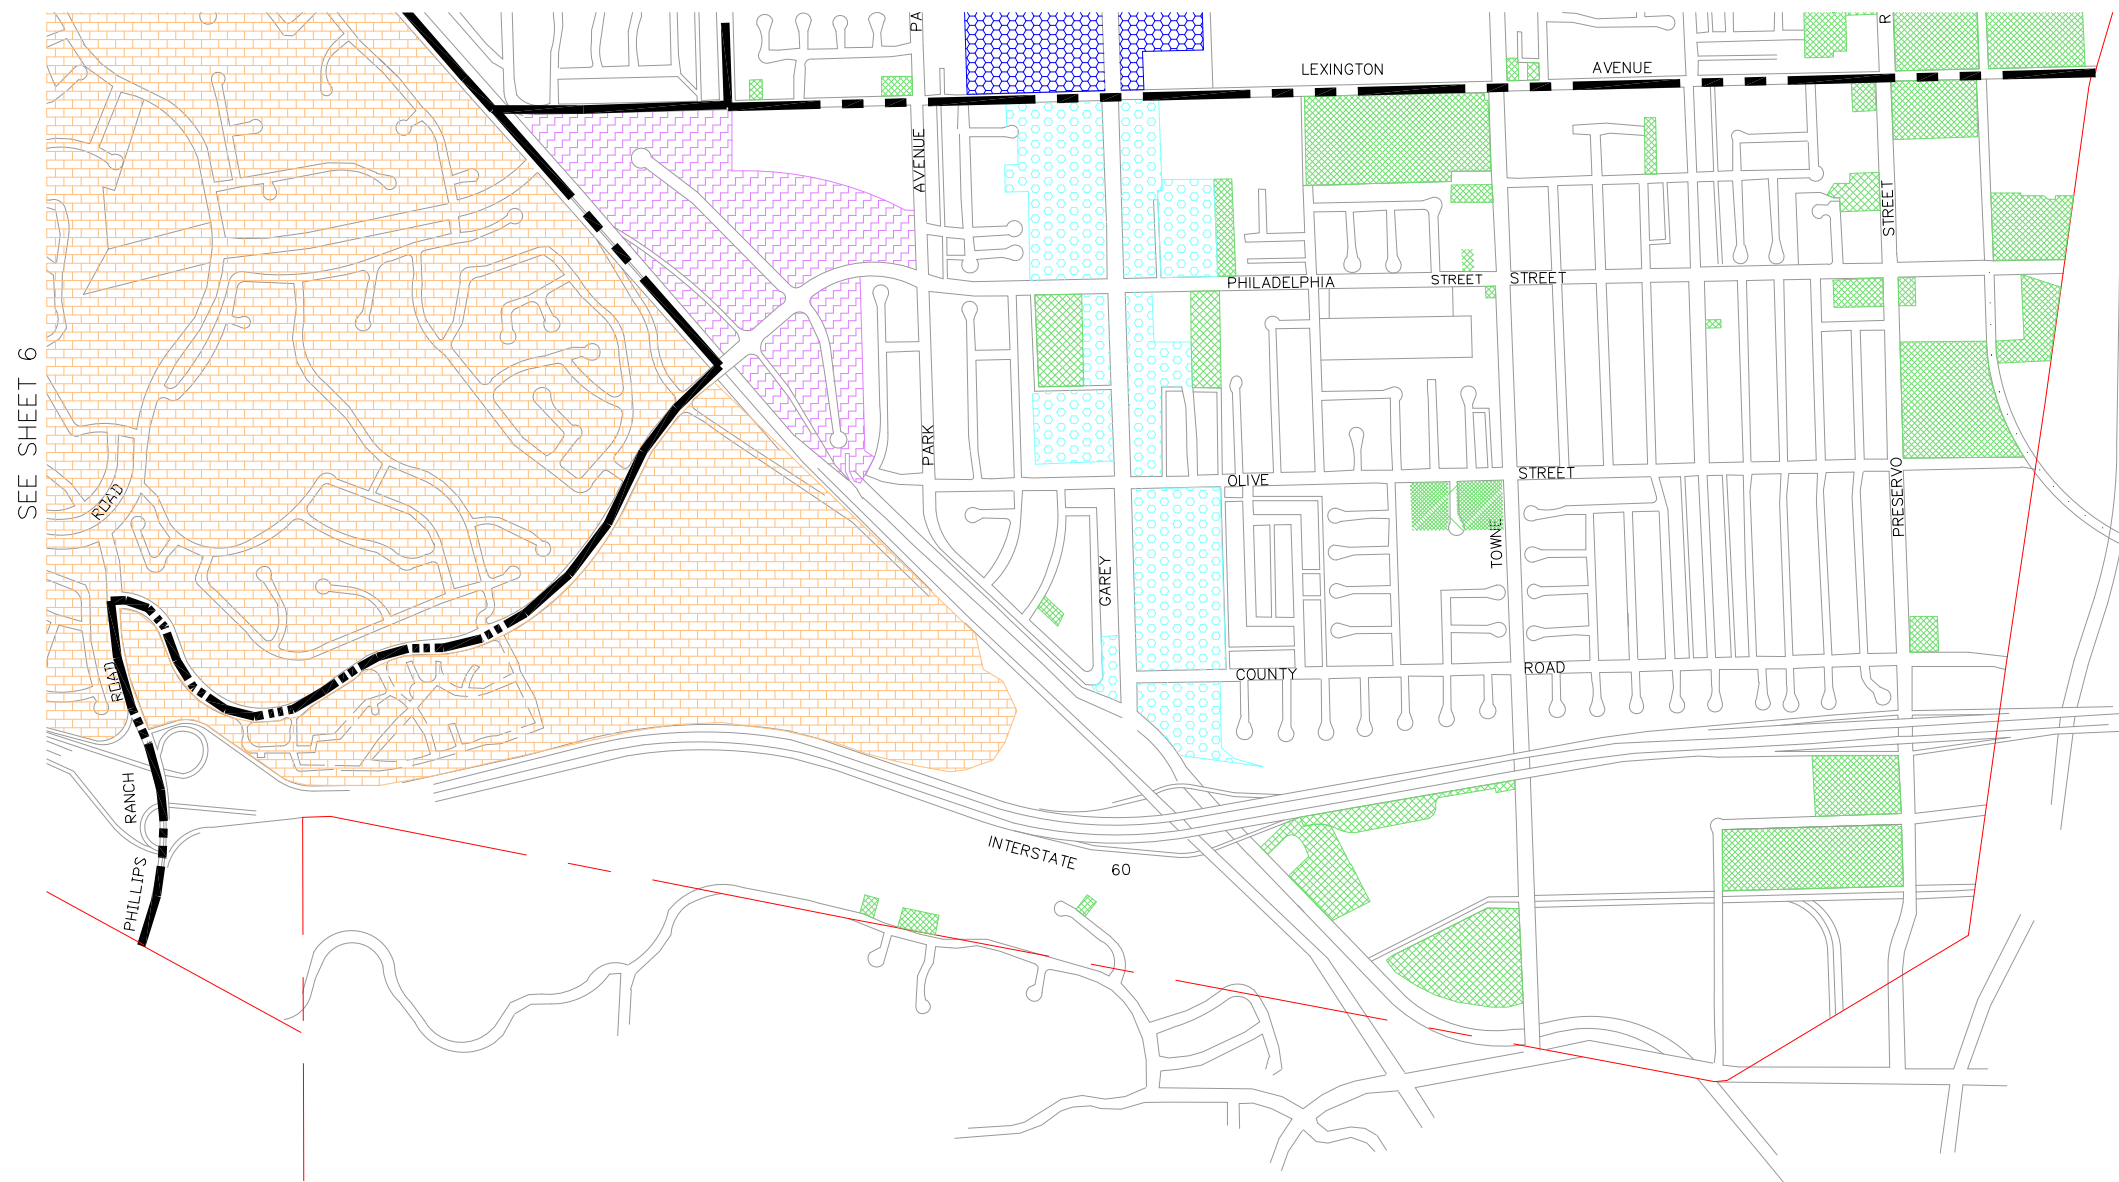 PA
R
LEXINGTON AVENUE
AVENUE
STREET
PHILADELPHIA STREET STREET
SEE SHEET 6
PARK
OLIVE STREET
ROAD
PRESERVO
TOWNE
GAREY
COUNTY ROAD
ROAD
RANCH
PHILLIPS
INTERSTATE 60